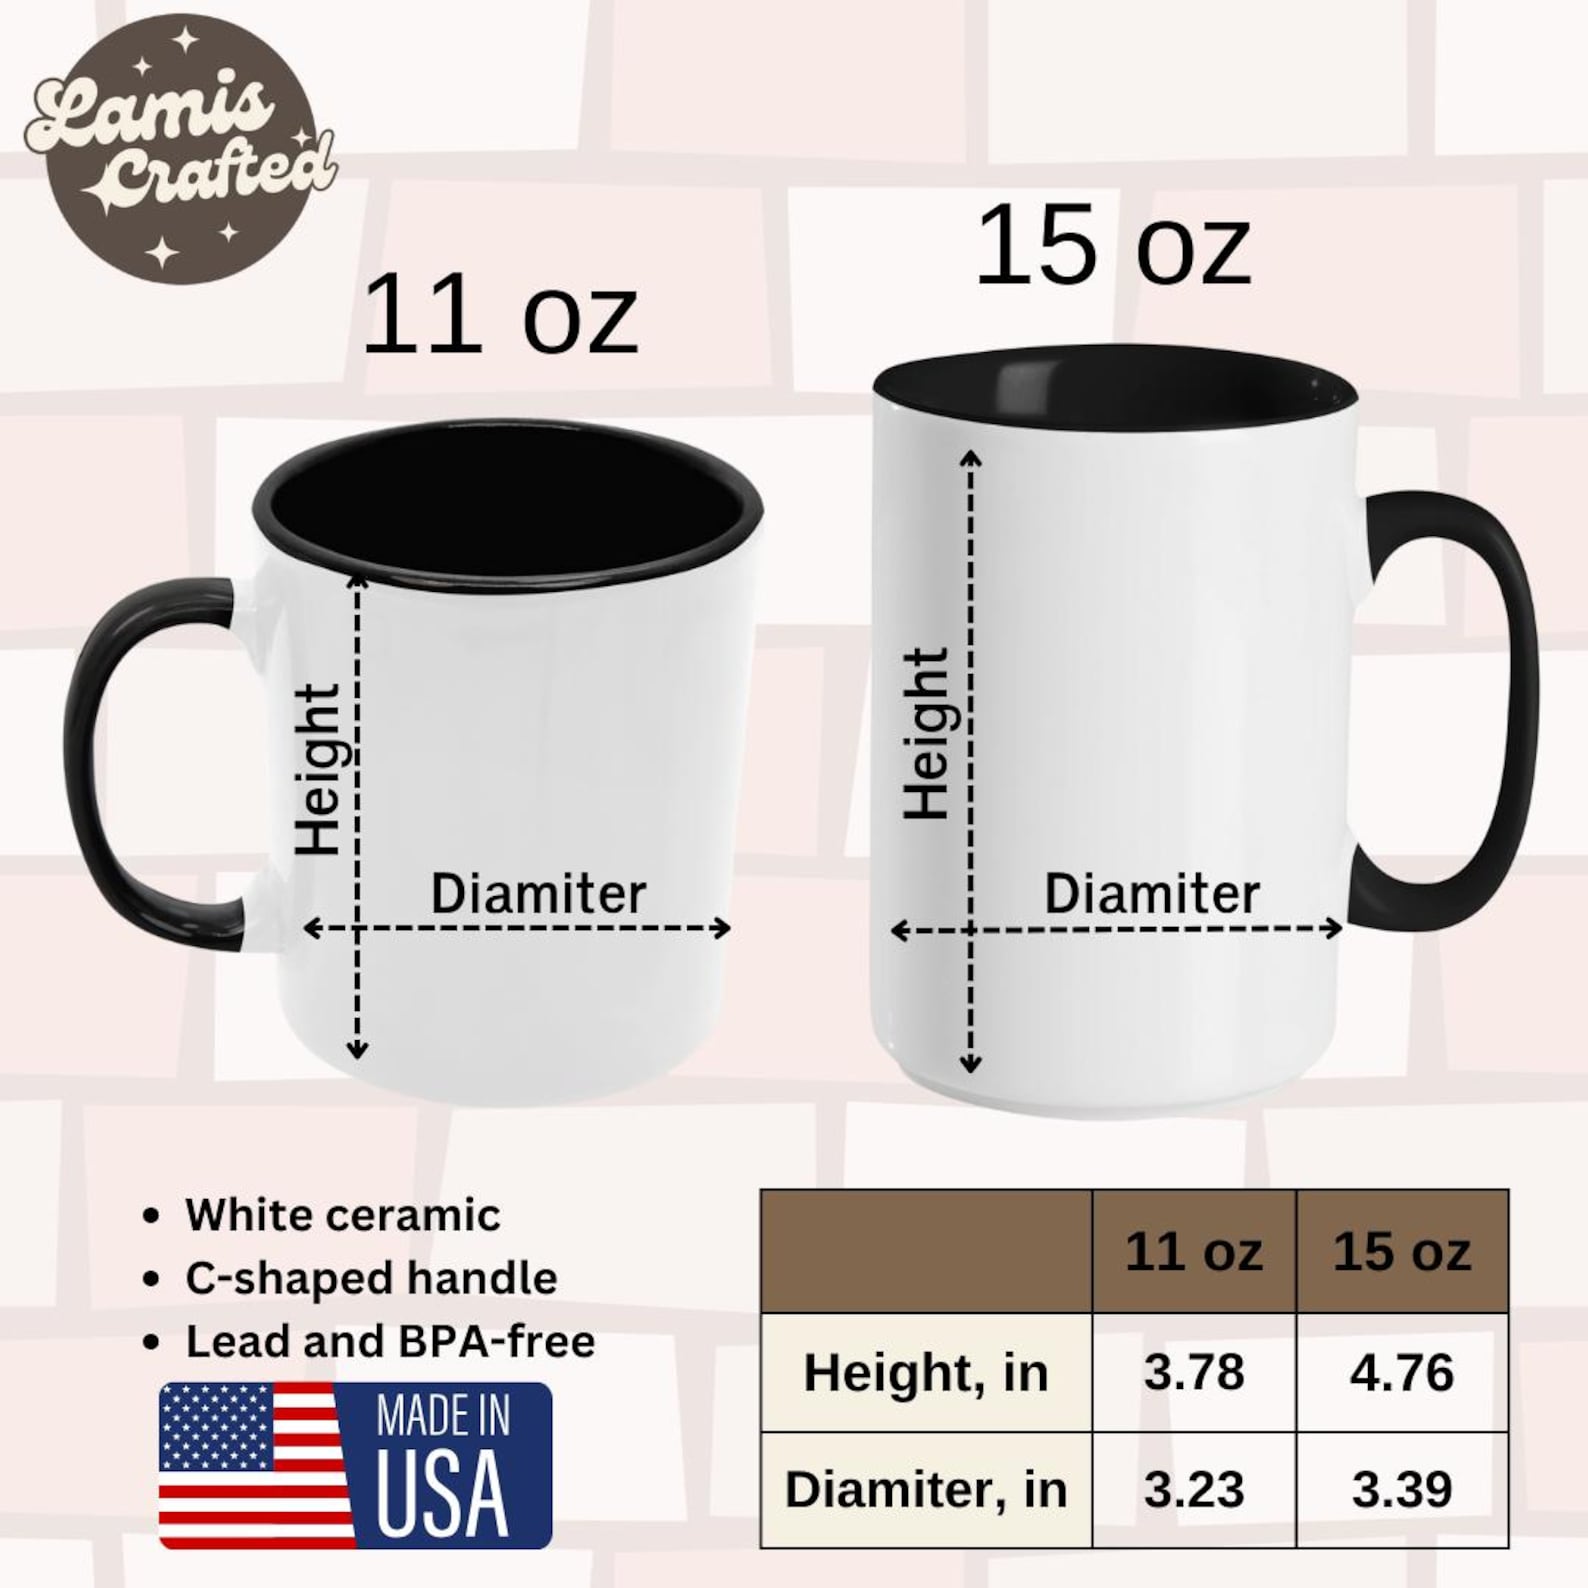 Lamis
Crafted
11 oz
15 oz
Height
Diamiter
Height
Diamiter
• White ceramic
• C-shaped handle
• Lead and BPA-free
MADE IN
USA
11 oz 15 oz
Height, in 3.78 4.76
Diamiter, in 3.23 3.39